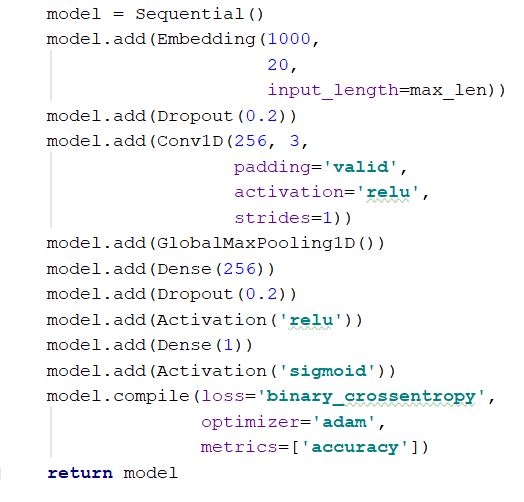 model = Sequential()
model.add(Embedding(1000,
                    20,
                    input_length=max_len))
model.add(Dropout(0.2))
model.add(Conv1D(256, 3,
                 padding='valid',
                 activation='relu',
                 strides=1))
model.add(GlobalMaxPooling1D())
model.add(Dense(256))
model.add(Dropout(0.2))
model.add(Activation('relu'))
model.add(Dense(1))
model.add(Activation('sigmoid'))
model.compile(loss='binary_crossentropy',
              optimizer='adam',
              metrics=['accuracy'])
return model